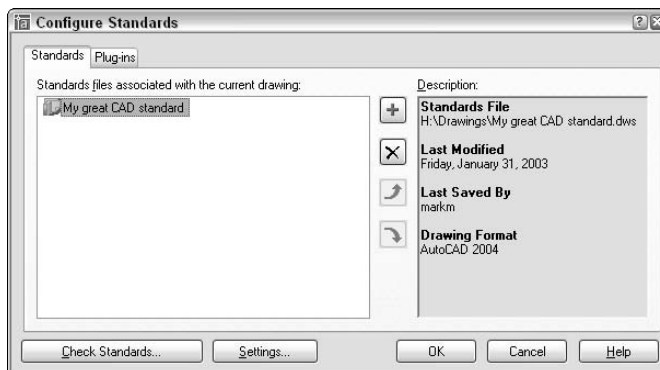 Configure Standards
Standards
Plug-ins
Standards files associated with the current drawing:
My great CAD standard
Description:
Standards File
H:\Drawings\My great CAD standard.dws
Last Modified
Friday, January 31, 2003
Last Saved By
markm
Drawing Format
AutoCAD 2004
Check Standards...
Settings...
OK
Cancel
Help